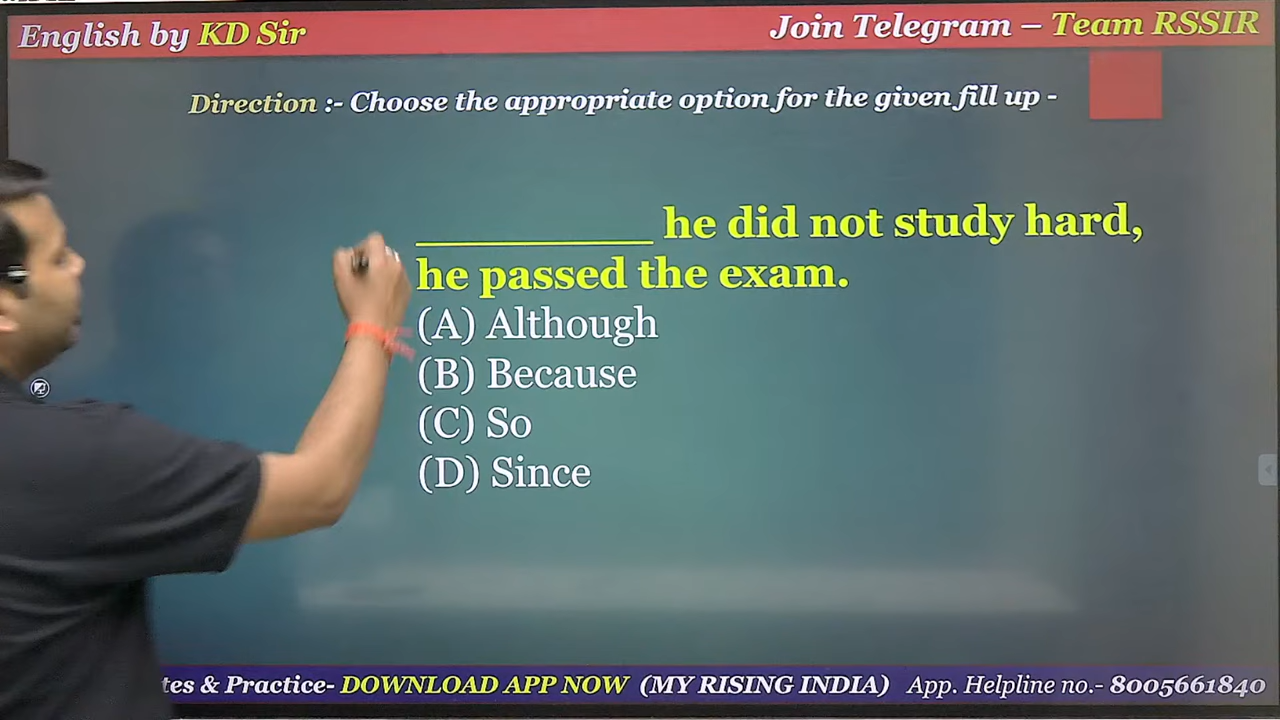 English by KD Sir
Join Telegram – Team RSSIR
Direction :- Choose the appropriate option for the given fill up -
__________ he did not study hard,
he passed the exam.
(A) Although
(B) Because
(C) So
(D) Since
& Practice- DOWNLOAD APP NOW (MY RISING INDIA) App. Helpline no.- 8005661840